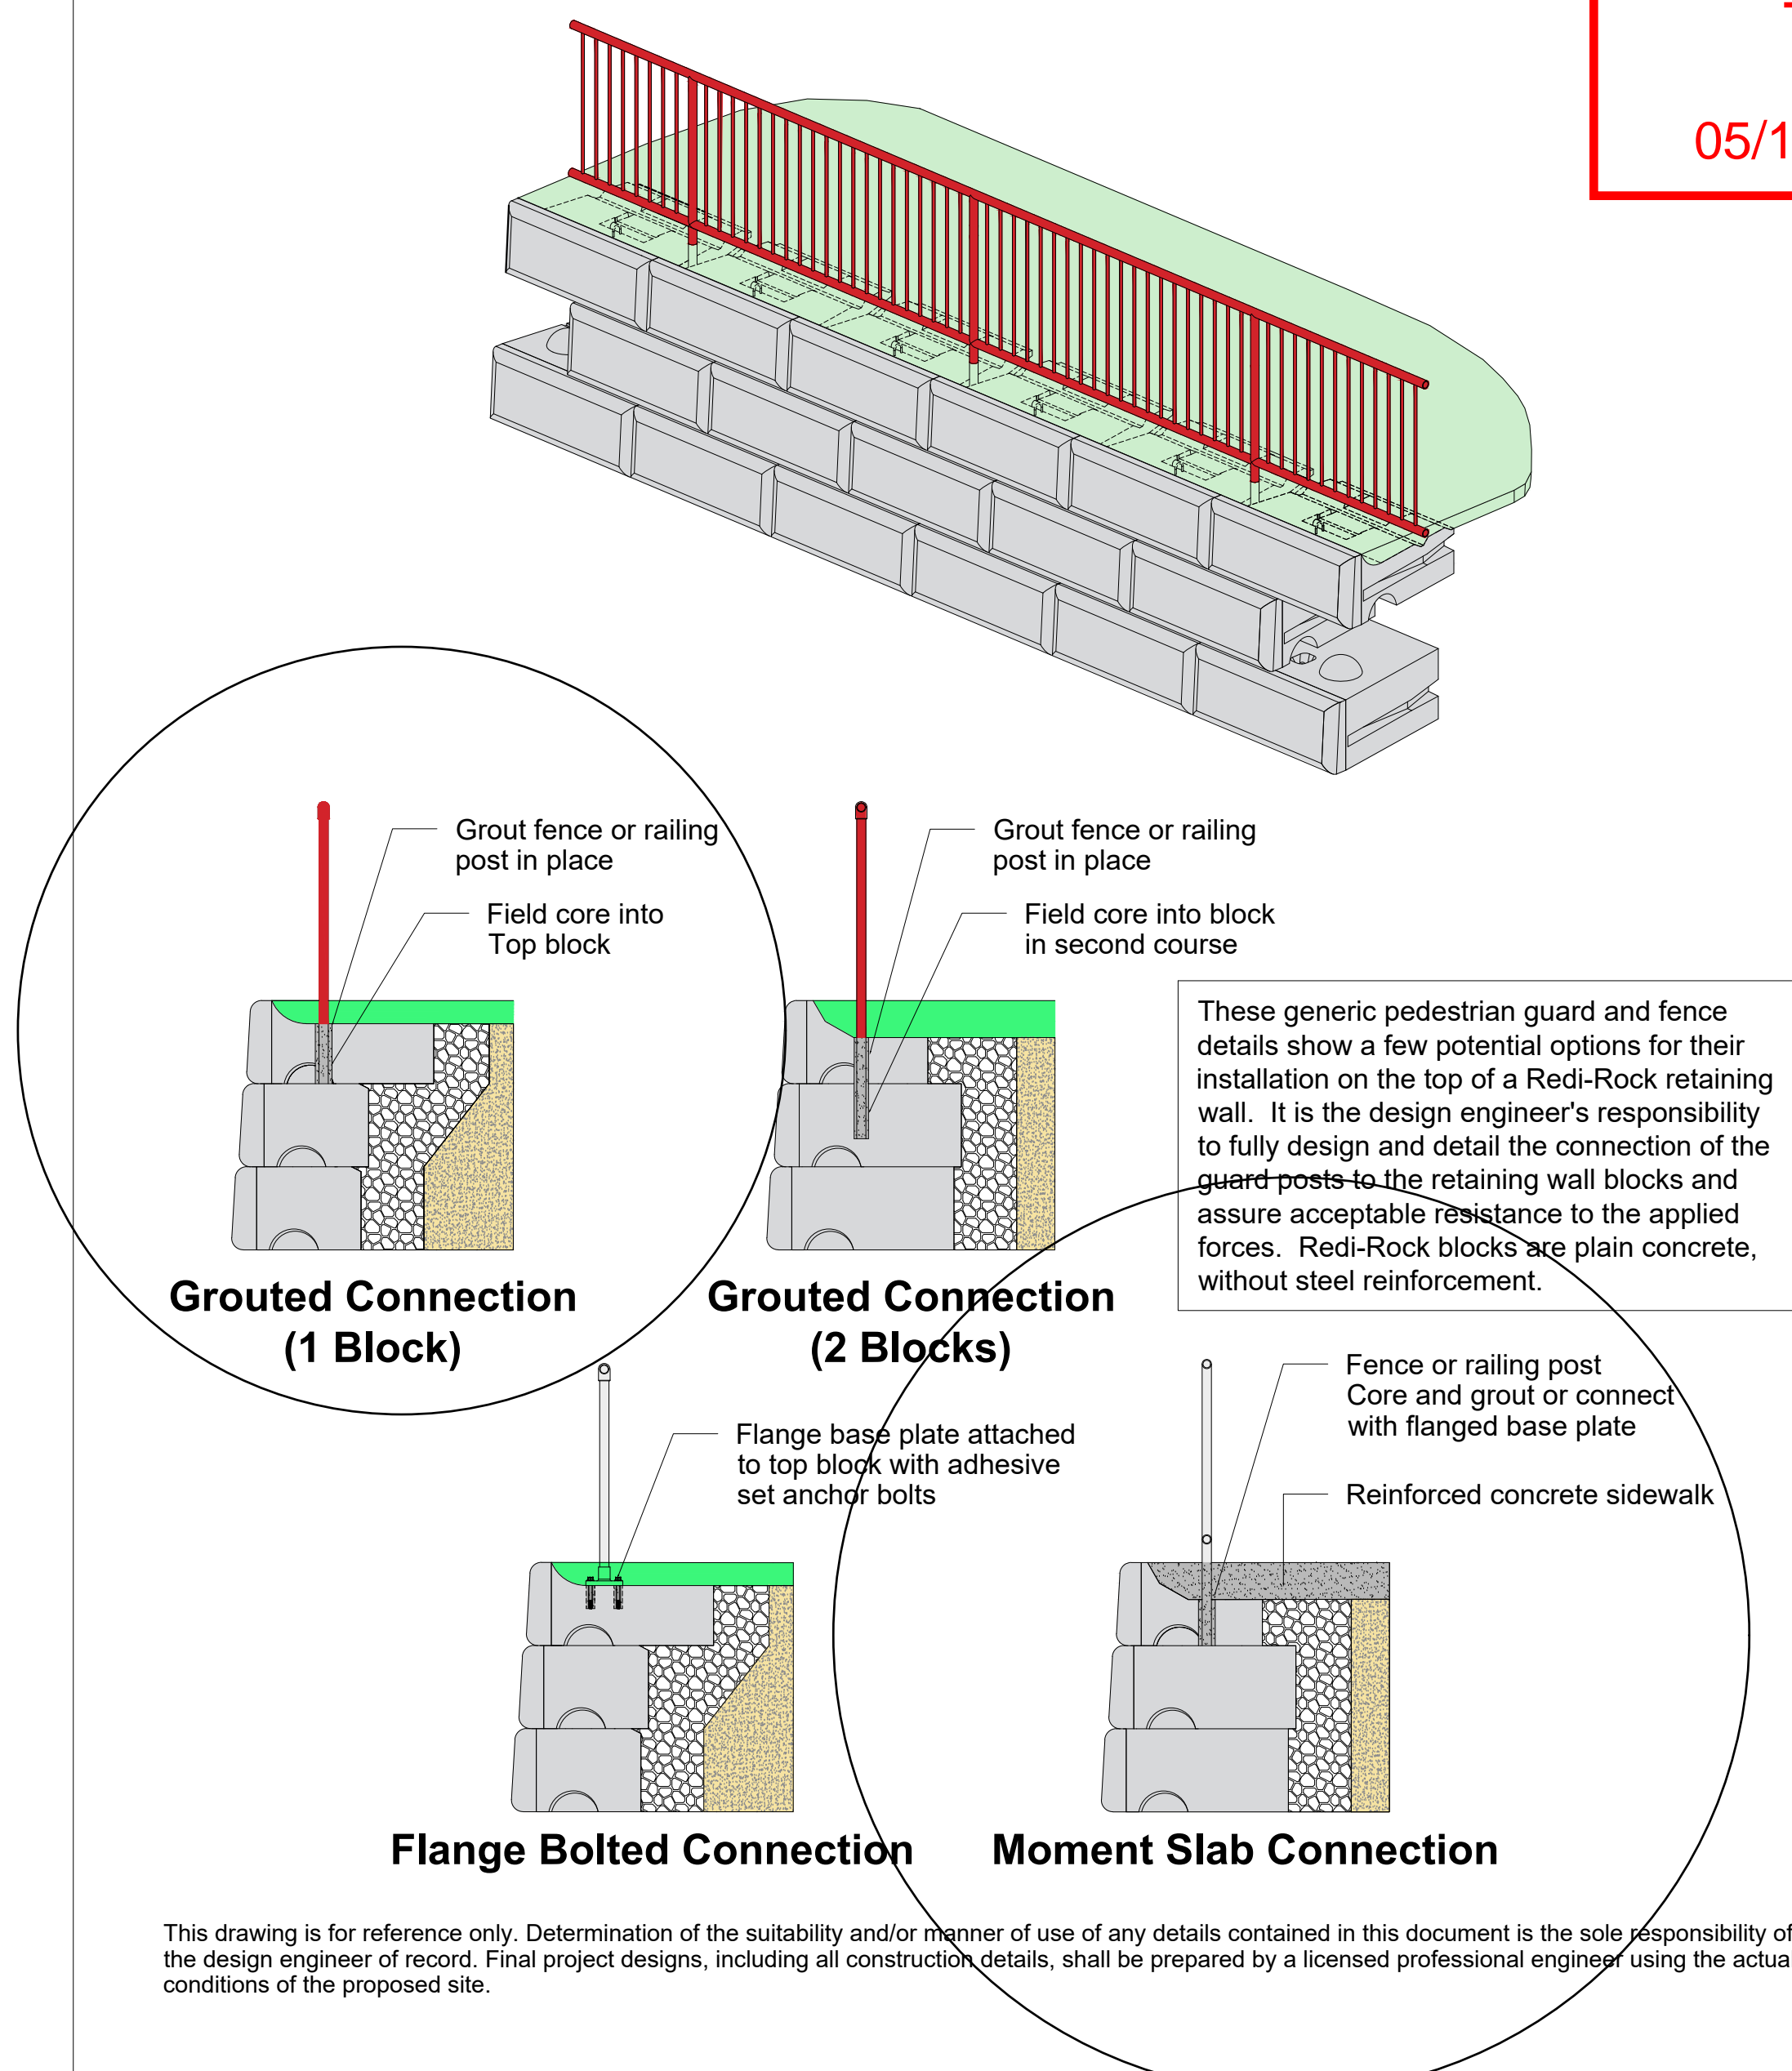 05/1
Grout fence or railing
post in place
Field core into
Top block
Grout fence or railing
post in place
Field core into block
in second course
These generic pedestrian guard and fence
details show a few potential options for their
installation on the top of a Redi-Rock retaining
wall.  It is the design engineer's responsibility
to fully design and detail the connection of the
guard posts to the retaining wall blocks and
assure acceptable resistance to the applied
forces.  Redi-Rock blocks are plain concrete,
without steel reinforcement.
Grouted Connection
(1 Block)
Grouted Connection
(2 Blocks)
Flange base plate attached
to top block with adhesive
set anchor bolts
Fence or railing post
Core and grout or connect
with flanged base plate
Reinforced concrete sidewalk
Flange Bolted Connection
Moment Slab Connection
This drawing is for reference only. Determination of the suitability and/or manner of use of any details contained in this document is the sole responsibility of
the design engineer of record. Final project designs, including all construction details, shall be prepared by a licensed professional engineer using the actual
conditions of the proposed site.